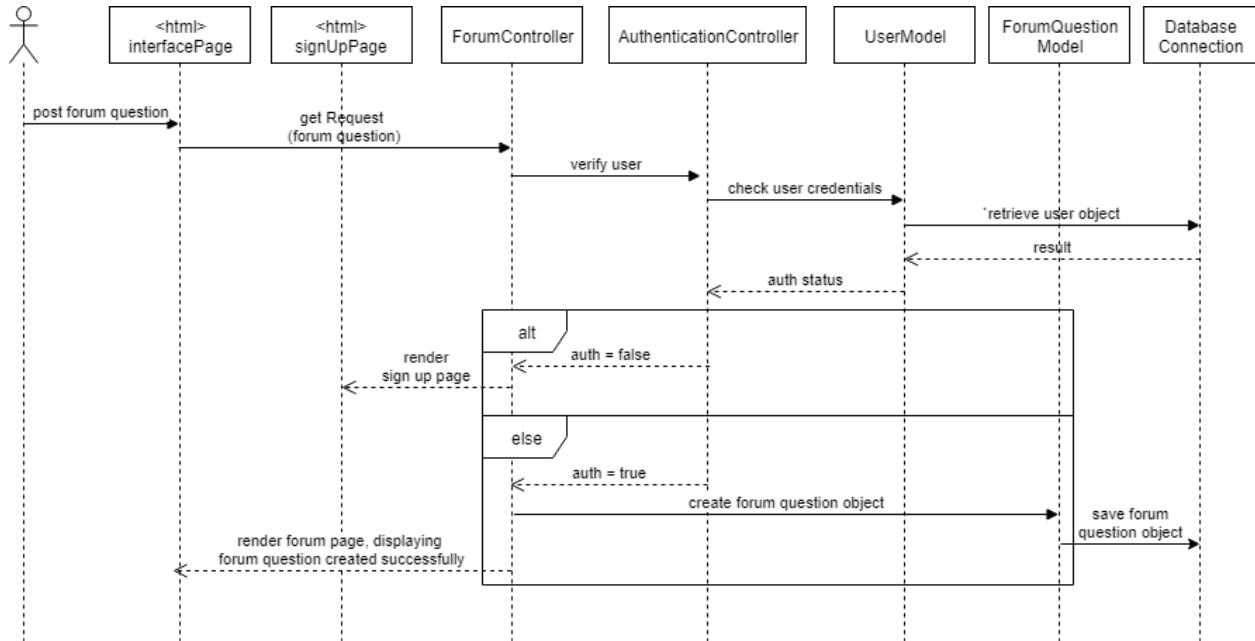 <html>
interfacePage
<html>
signUpPage
ForumController
AuthenticationController
UserModel
ForumQuestion
Model
Database
Connection
post forum question
get Request
(forum question)
verify user
check user credentials
`retrieve user object
result
auth status
alt
auth = false
render
sign up page
else
auth = true
create forum question object
save forum
question object
render forum page, displaying
forum question created successfully